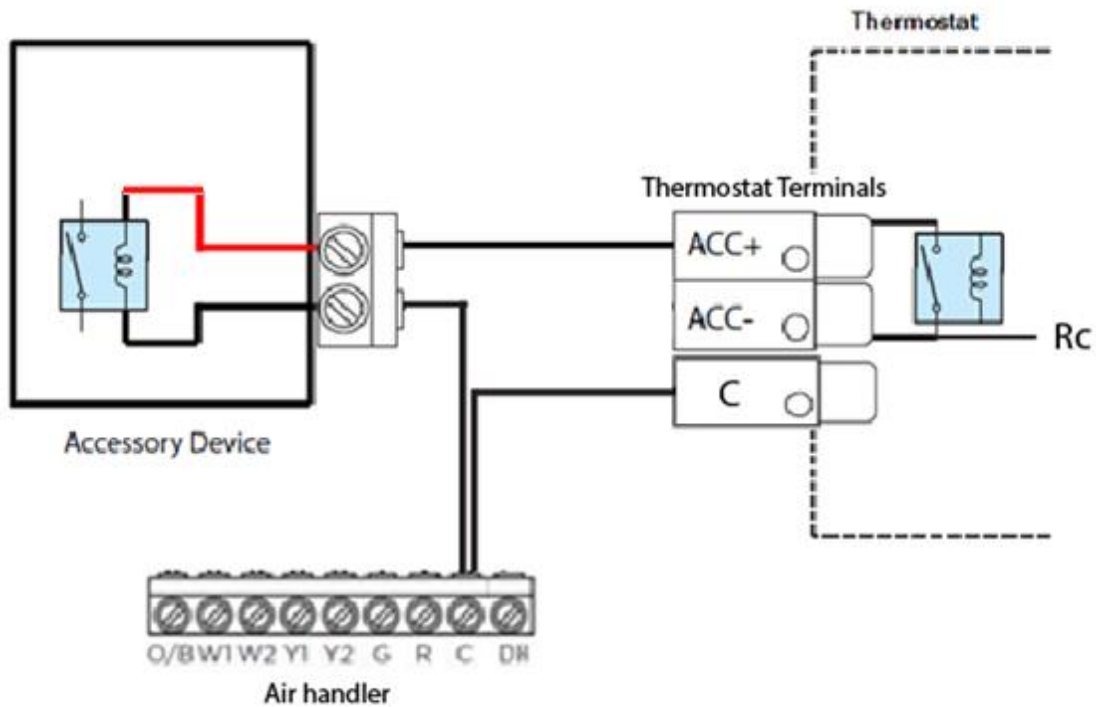 Thermostat
Thermostat Terminals
ACC+
ACC-
Rc
C
Accessory Device
O/B W1 W2 Y1 Y2 G R C DH
Air handler